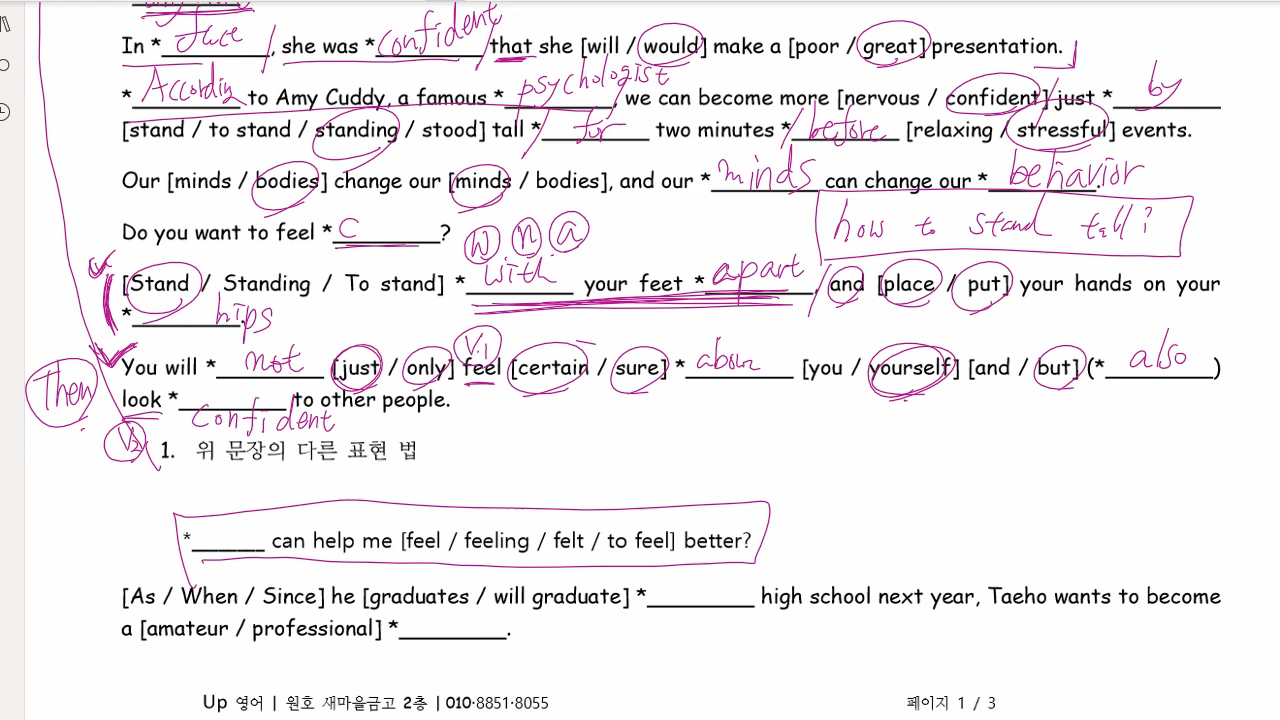 In * face, she was *confident that she [will / would] make a [poor / great] presentation.
*According to Amy Cuddy, a famous *psychologist, we can become more [nervous / confident] just *by
[stand / to stand / standing / stood] tall *for two minutes *before [relaxing / stressful] events.
Our [minds / bodies] change our [minds / bodies], and our *minds can change our *behavior.
how to stand tall?
Do you want to feel *C________?
W n a
[Stand / Standing / To stand] *with your feet *apart, and [place / put] your hands on your
*hips.
V.1
You will *not [just / only] feel [certain / sure] *about [you / yourself] [and / but] (*also)
Then
look *confident to other people.
V2
1. 위 문장의 다른 표현 법
*______ can help me [feel / feeling / felt / to feel] better?
[As / When / Since] he [graduates / will graduate] *________ high school next year, Taeho wants to become
a [amateur / professional] *________.
Up 영어 | 원호 새마을금고 2층 | 010·8851·8055 페이지 1 / 3